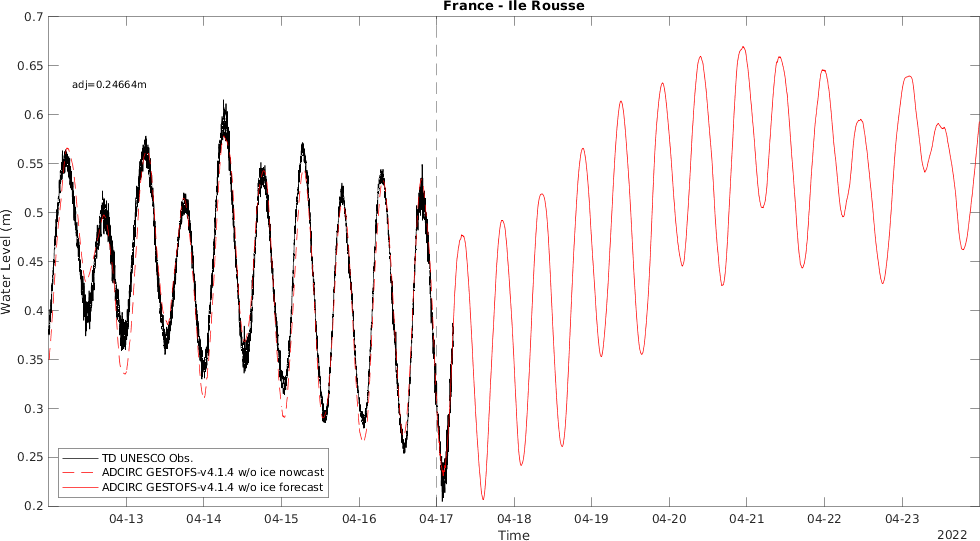 France - Ile Rousse
0.7
0.65
0.6
0.55
0.5
0.45
0.4
0.35
0.3
0.25
0.2
Water Level (m)
adj=0.24664m
TD UNESCO Obs.
ADCIRC GESTOFS-v4.1.4 w/o ice nowcast
ADCIRC GESTOFS-v4.1.4 w/o ice forecast
04-13 04-14 04-15 04-16 04-17 04-18 04-19 04-20 04-21 04-22 04-23
Time
2022